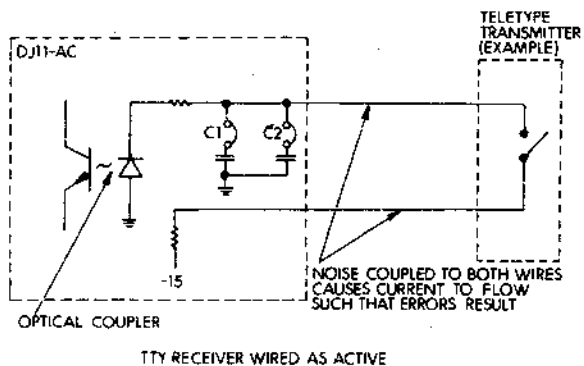 TELETYPE
TRANSMITTER
(EXAMPLE)
DJ11-AC
C1
C2
-15
NOISE COUPLED TO BOTH WIRES
CAUSES CURRENT TO FLOW
SUCH THAT ERRORS RESULT
OPTICAL COUPLER
TTY RECEIVER WIRED AS ACTIVE